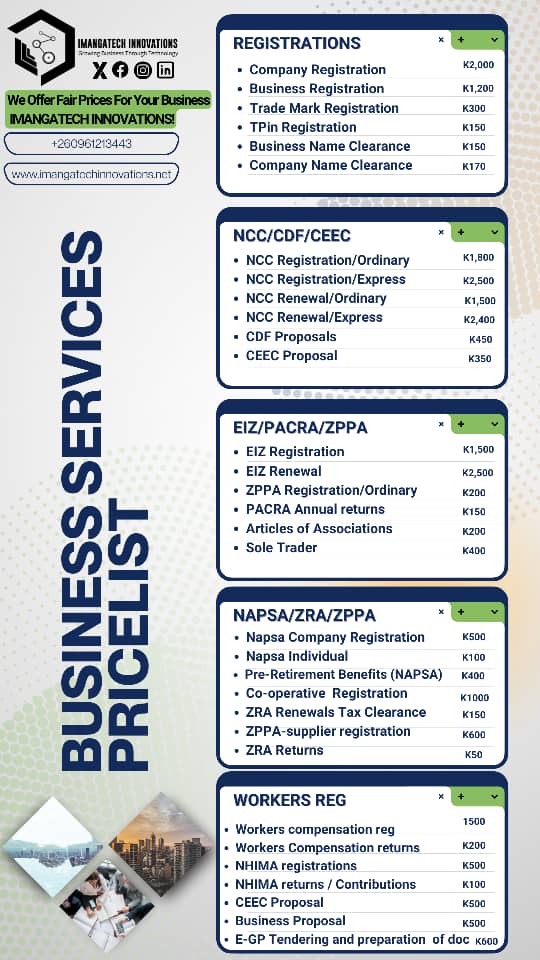 IMANGATECH INNOVATIONS
Growing Business Through Technology
We Offer Fair Prices For Your Business
IMANGATECH INNOVATIONS!
+260961213443
www.imangatechinnovations.net
BUSINESS SERVICES
PRICELIST
REGISTRATIONS
Company Registration K2,000
Business Registration K1,200
Trade Mark Registration K300
TPin Registration K150
Business Name Clearance K150
Company Name Clearance K170
NCC/CDF/CEEC
NCC Registration/Ordinary K1,800
NCC Registration/Express K2,500
NCC Renewal/Ordinary K1,500
NCC Renewal/Express K2,400
CDF Proposals K450
CEEC Proposal K350
EIZ/PACRA/ZPPA
EIZ Registration K1,500
EIZ Renewal K2,500
ZPPA Registration/Ordinary K200
PACRA Annual returns K150
Articles of Associations K200
Sole Trader K400
NAPSA/ZRA/ZPPA
Napsa Company Registration K500
Napsa Individual K100
Pre-Retirement Benefits (NAPSA) K400
Co-operative Registration K1000
ZRA Renewals Tax Clearance K150
ZPPA-supplier registration K600
ZRA Returns K50
WORKERS REG
Workers compensation reg 1500
Workers Compensation returns K200
NHIMA registrations K500
NHIMA returns / Contributions K100
CEEC Proposal K500
Business Proposal K500
E-GP Tendering and preparation of doc K600